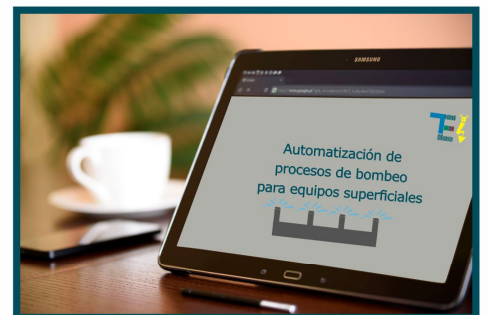 SAMSUNG
Automatización de
procesos de bombeo
para equipos superficiales